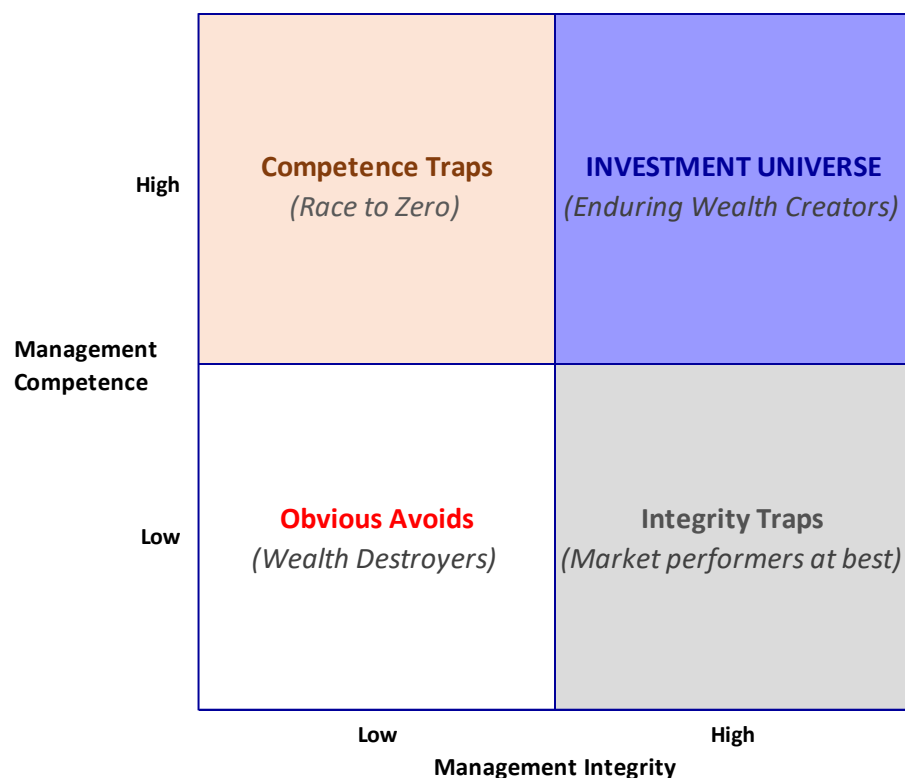 Competence Traps
(Race to Zero)
INVESTMENT UNIVERSE
(Enduring Wealth Creators)
High
Management
Competence
Obvious Avoids
(Wealth Destroyers)
Integrity Traps
(Market performers at best)
Low
Low
High
Management Integrity